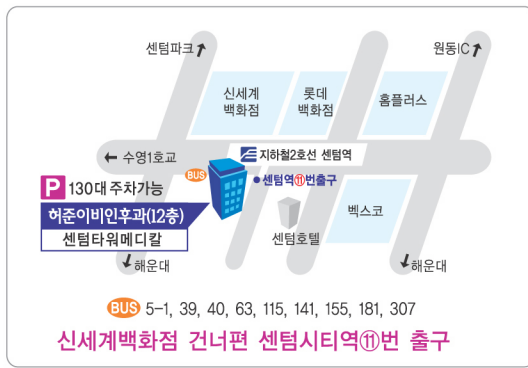 센텀파크
원동IC
신세계
백화점
롯데
백화점
홈플러스
수영1호교
지하철2호선 센텀역
BUS
센텀역⑪번출구
P 130대 주차가능
허준이비인후과(12층)
센텀타워메디칼
벡스코
센텀호텔
해운대
해운대
BUS 5-1, 39, 40, 63, 115, 141, 155, 181, 307
신세계백화점 건너편 센텀시티역⑪번 출구